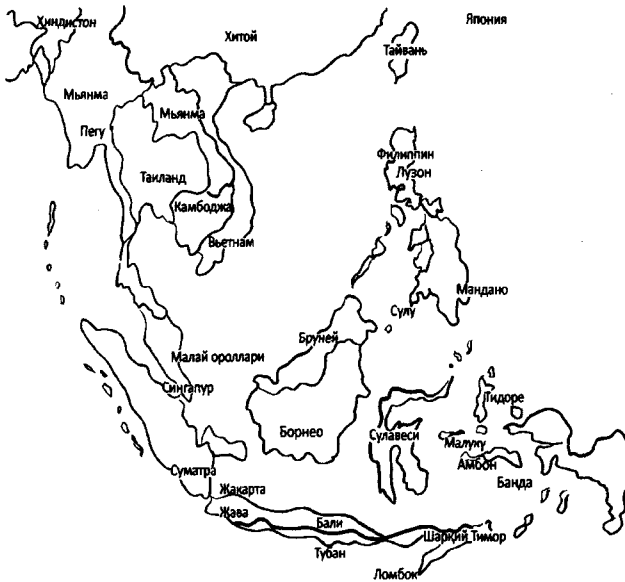 Хиндистон
Хитой
Япония
Тайвань
Мьянма
Мьянма
Пегу
Филиппин
Лузон
Таиланд
Камбоджа
Вьетнам
Мандано
Сулу
Бруней
Малай ороллари
Сингапур
Тидоре
Борнео
Сулавеси
Малуку
Амбон
Суматра
Банда
Жакарта
Жава
Бали
Шарқий Тимор
Тубан
Ломбок